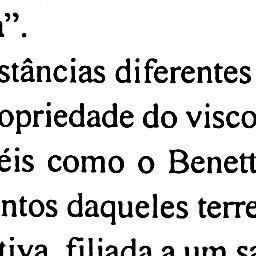 ”.
stâncias diferentes
opriedade do visco
éis como o Benett
ntos daqueles terre
tiva, filiada a um sa